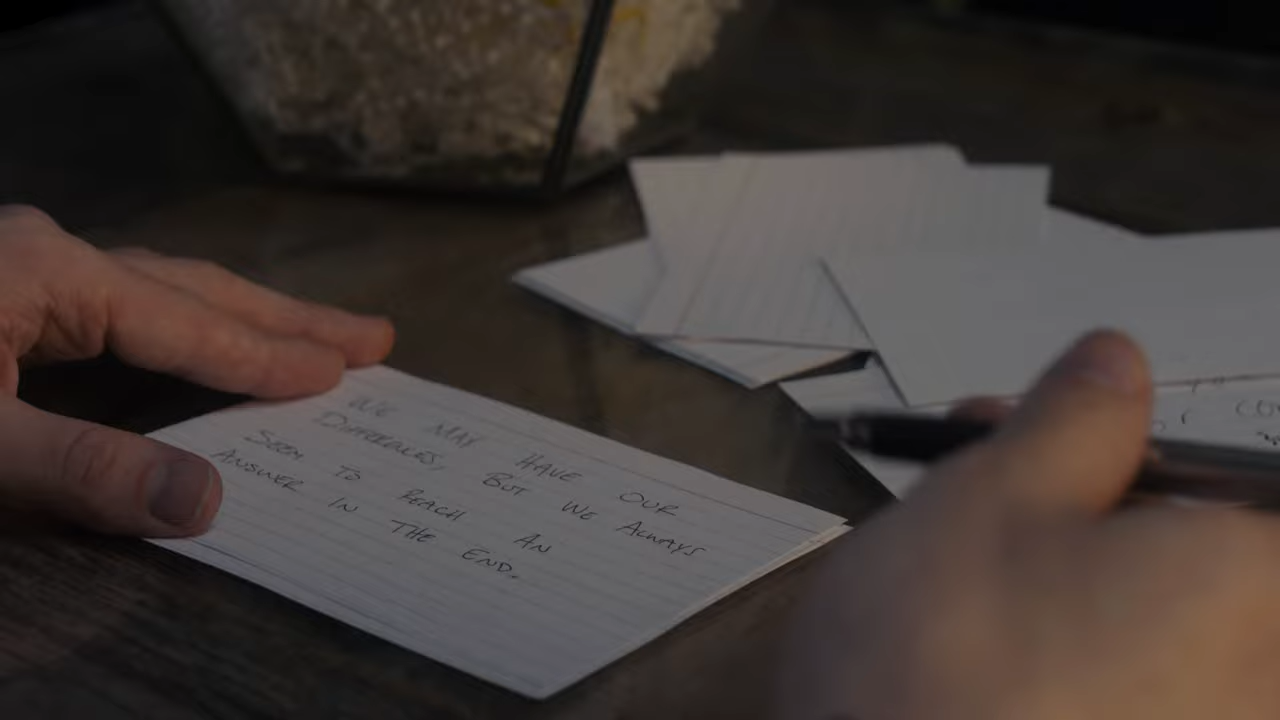 WE MAY HAVE OUR
DIFFERENCES, BUT WE ALWAYS
SEEM TO REACH AN
ANSWER IN THE END.